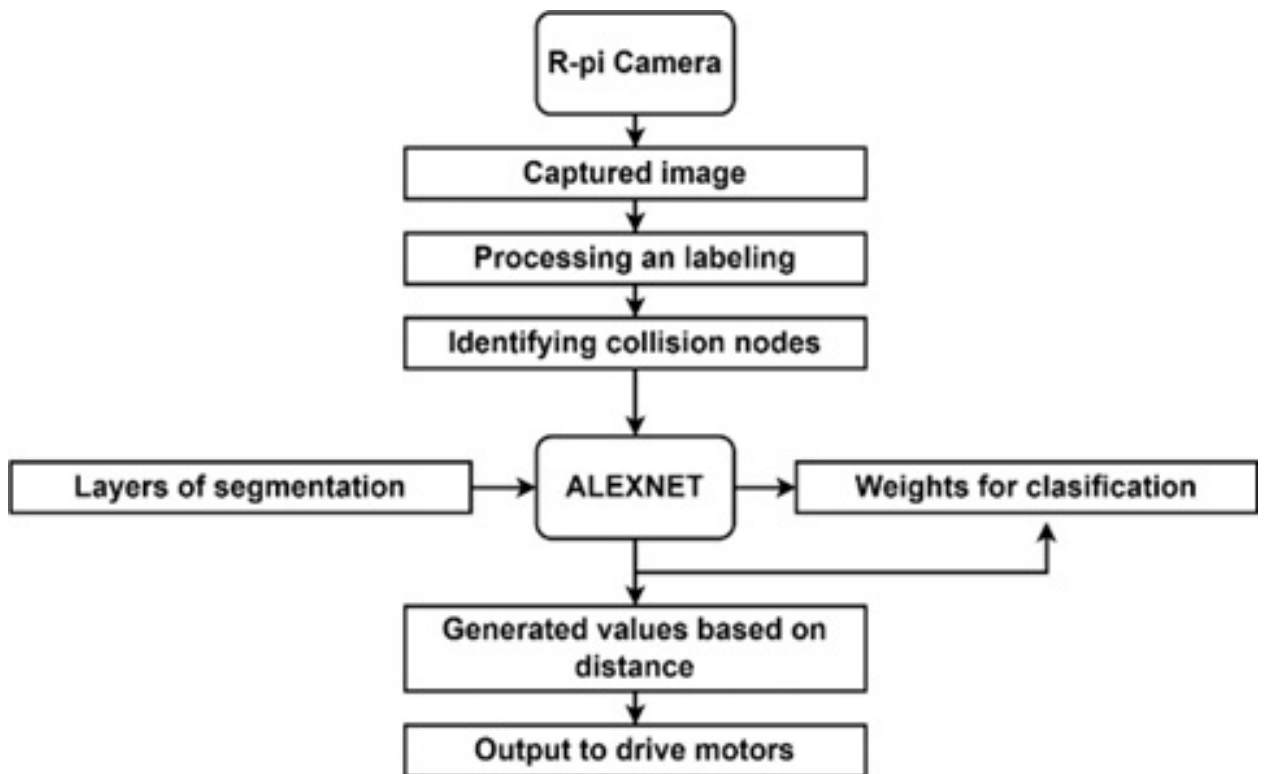 R-pi Camera
Captured image
Processing an labeling
Identifying collision nodes
Layers of segmentation
ALEXNET
Weights for clasification
Generated values based on
distance
Output to drive motors